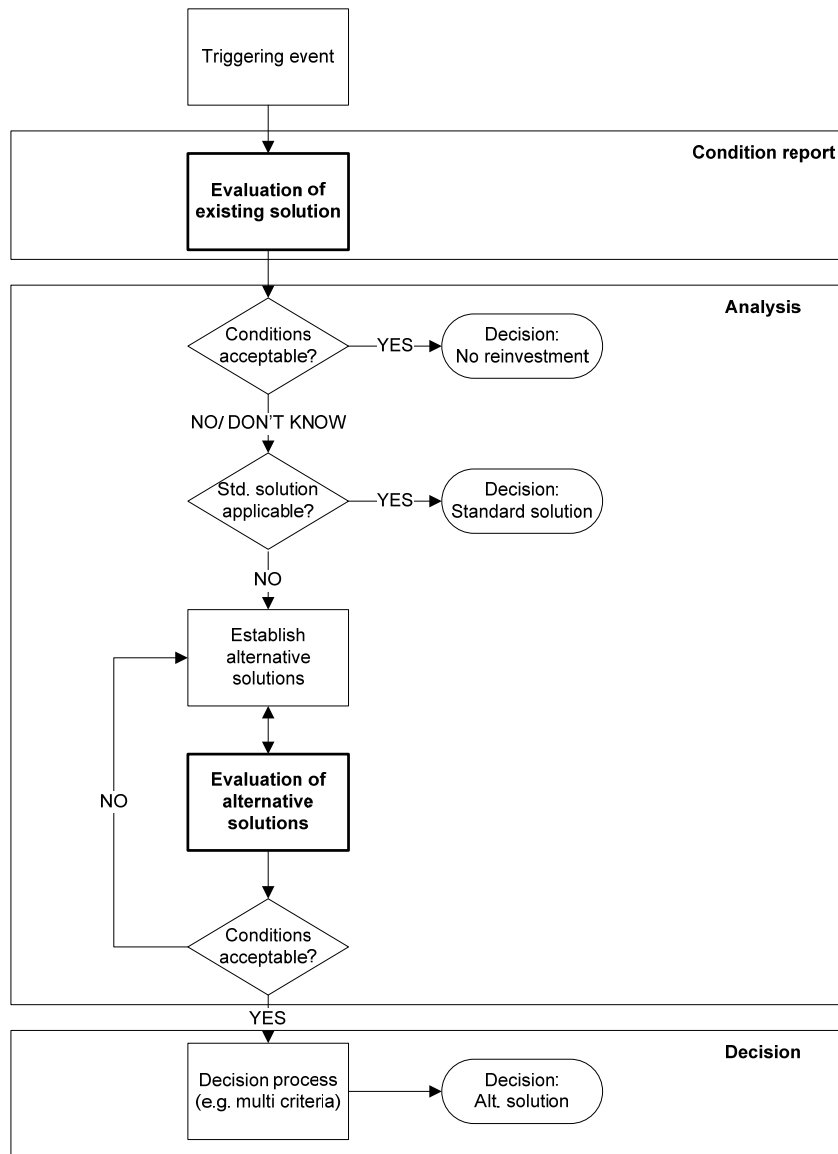 Triggering event
Condition report
Evaluation of
existing solution
Analysis
Conditions
acceptable?
YES
Decision:
No reinvestment
NO/ DON'T KNOW
Std. solution
applicable?
YES
Decision:
Standard solution
NO
Establish
alternative
solutions
NO
Evaluation of
alternative
solutions
Conditions
acceptable?
YES
Decision
Decision process
(e.g. multi criteria)
Decision:
Alt. solution